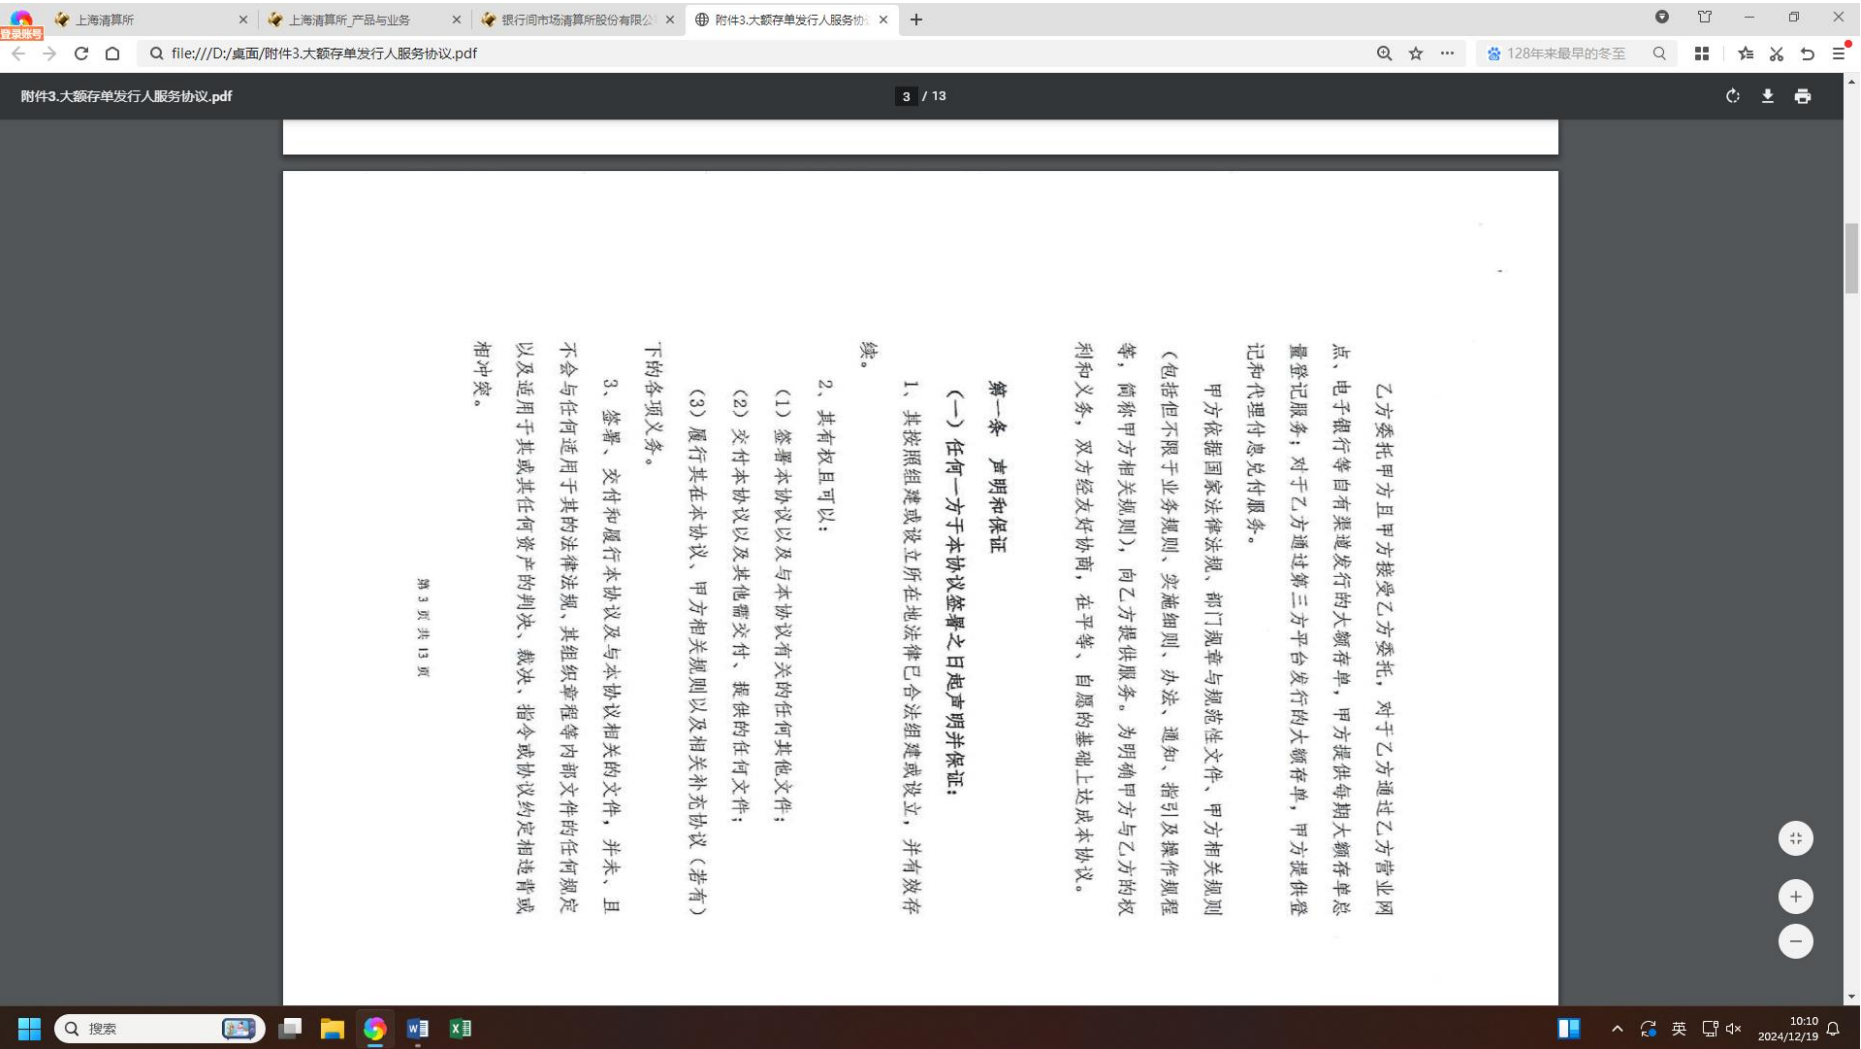 上海清算所
上海清算所_产品与业务
银行间市场清算所股份有限公
附件3.大额存单发行人服务协
登录账号
file:///D:/桌面/附件3.大额存单发行人服务协议.pdf
128年来最早的冬至
附件3.大额存单发行人服务协议.pdf
3 / 13
乙方委托甲方且甲方接受乙方委托，对于乙方通过乙方营业网
点、电子银行等自有渠道发行的大额存单，甲方提供每期大额存单总
量登记服务；对于乙方通过第三方平台发行的大额存单，甲方提供登
记和代理付息兑付服务。
甲方依据国家法律法规、部门规章与规范性文件、甲方相关规则
（包括但不限于业务规则、实施细则、办法、通知、指引及操作规程
等，简称甲方相关规则），向乙方提供服务。为明确甲方与乙方的权
利和义务，双方经友好协商，在平等、自愿的基础上达成本协议。
第一条 声明和保证
（一）任何一方于本协议签署之日起声明并保证：
1、其按照组建或设立所在地法律已合法组建或设立，并有效存
续。
2、其有权且可以：
（1）签署本协议以及与本协议有关的任何其他文件；
（2）交付本协议以及其他需交付、提供的任何文件；
（3）履行其在本协议、甲方相关规则以及相关补充协议（若有）
下的各项义务。
3、签署、交付和履行本协议及与本协议相关的文件，并未、且
不会与任何适用于其的法律法规、其组织章程等内部文件的任何规定
以及适用于其或其任何资产的判决、裁决、指令或协议约定相违背或
相冲突。
第 3 页 共 13 页
搜索
英
10:10
2024/12/19